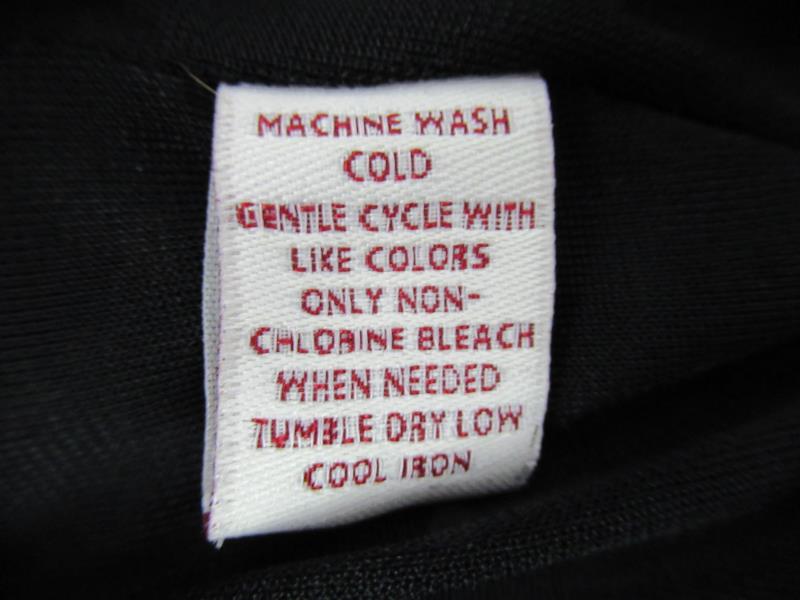 MACHINE WASH
COLD
GENTLE CYCLE WITH
LIKE COLORS
ONLY NON-
CHLORINE BLEACH
WHEN NEEDED
TUMBLE DRY LOW
COOL IRON